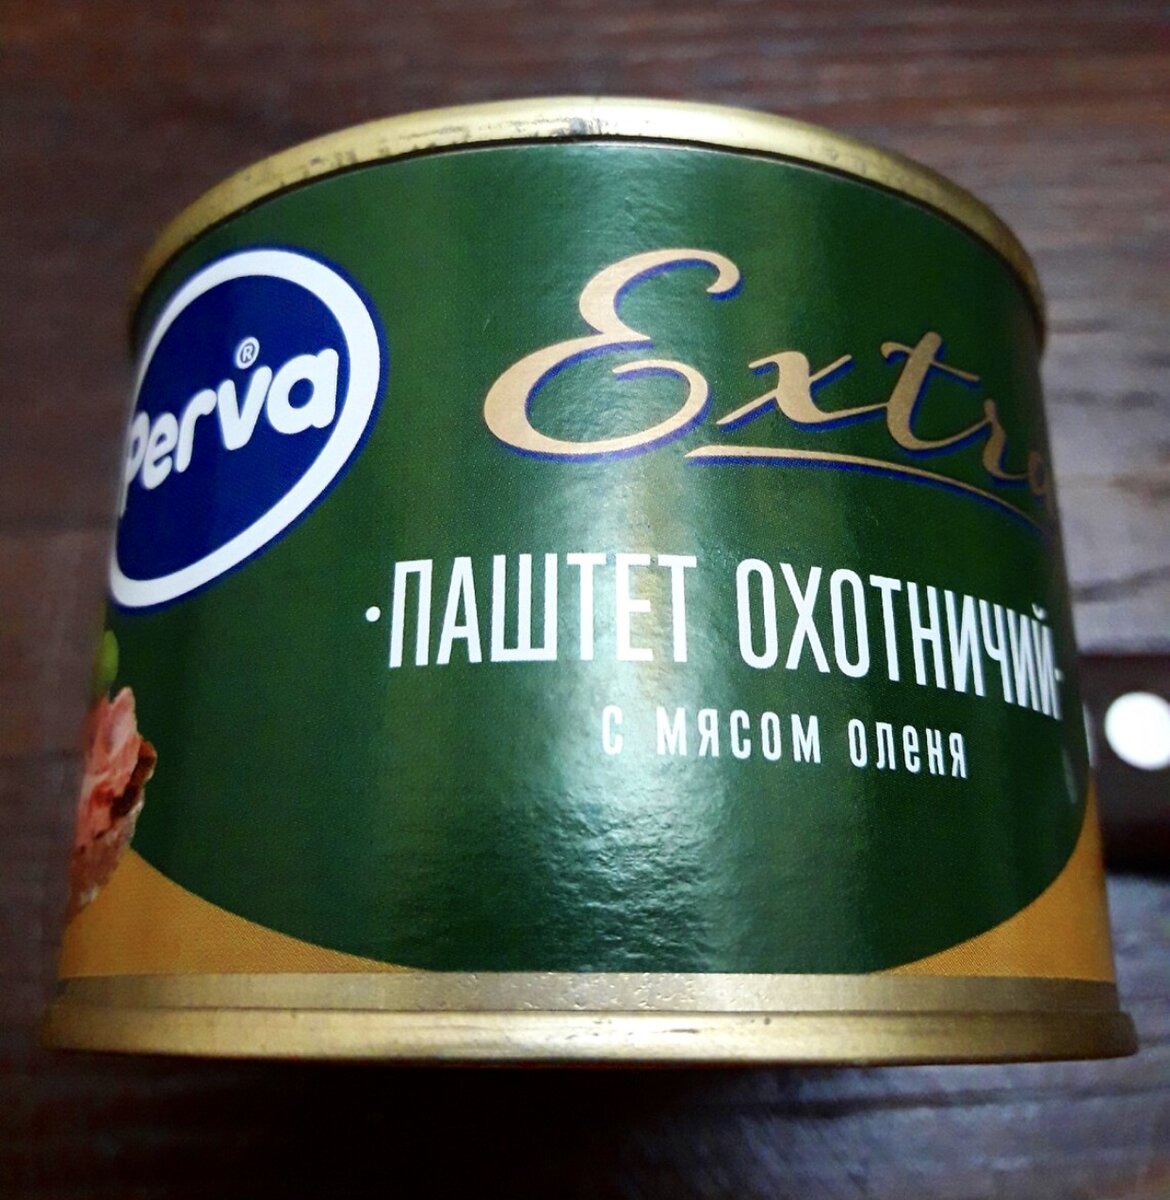 Perva®
Extra
·ПАШТЕТ ОХОТНИЧИЙ·
с мясом оленя